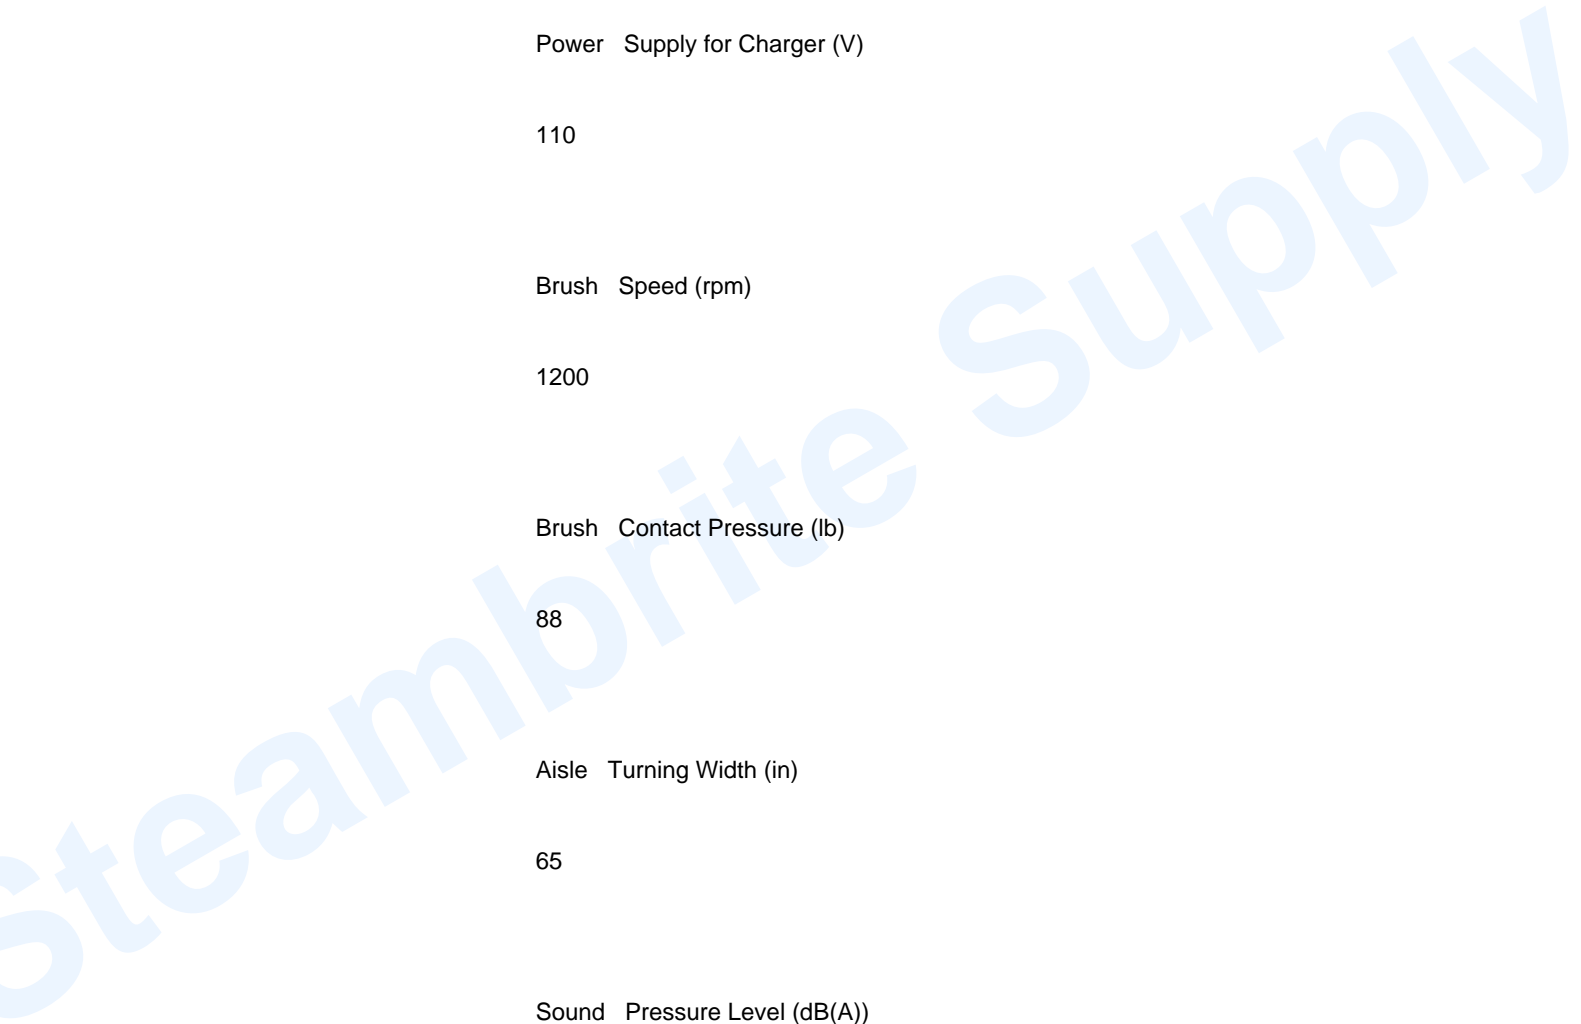 Power Supply for Charger (V)
110
Brush Speed (rpm)
1200
Brush Contact Pressure (lb)
88
Aisle Turning Width (in)
65
Sound Pressure Level (dB(A))
Steambrite Supply